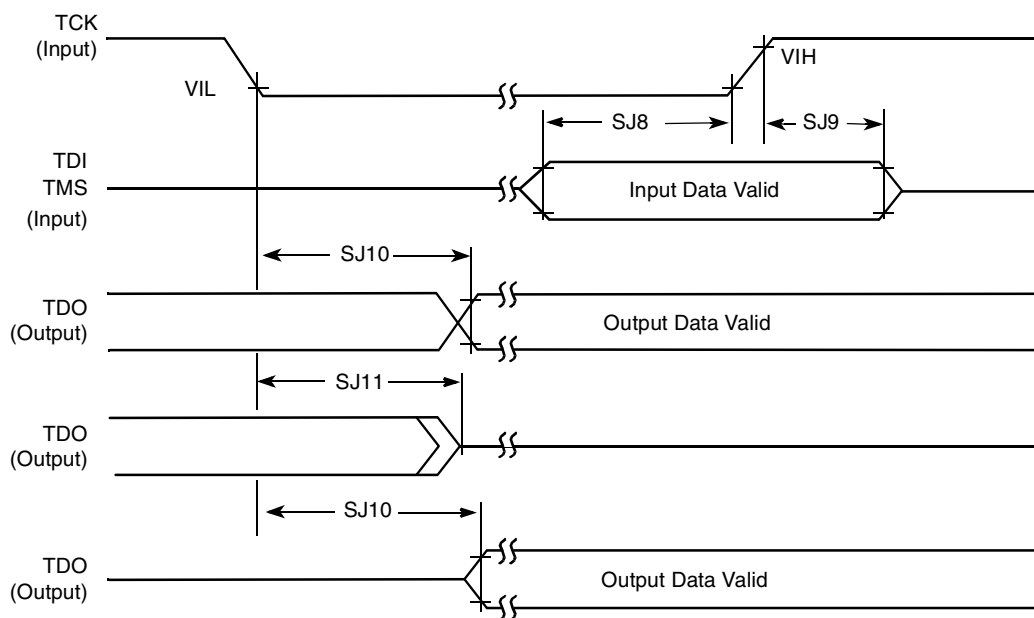 TCK
(Input)
VIL
VIH
SJ8
SJ9
TDI
TMS
(Input)
Input Data Valid
SJ10
TDO
(Output)
Output Data Valid
SJ11
TDO
(Output)
SJ10
TDO
(Output)
Output Data Valid